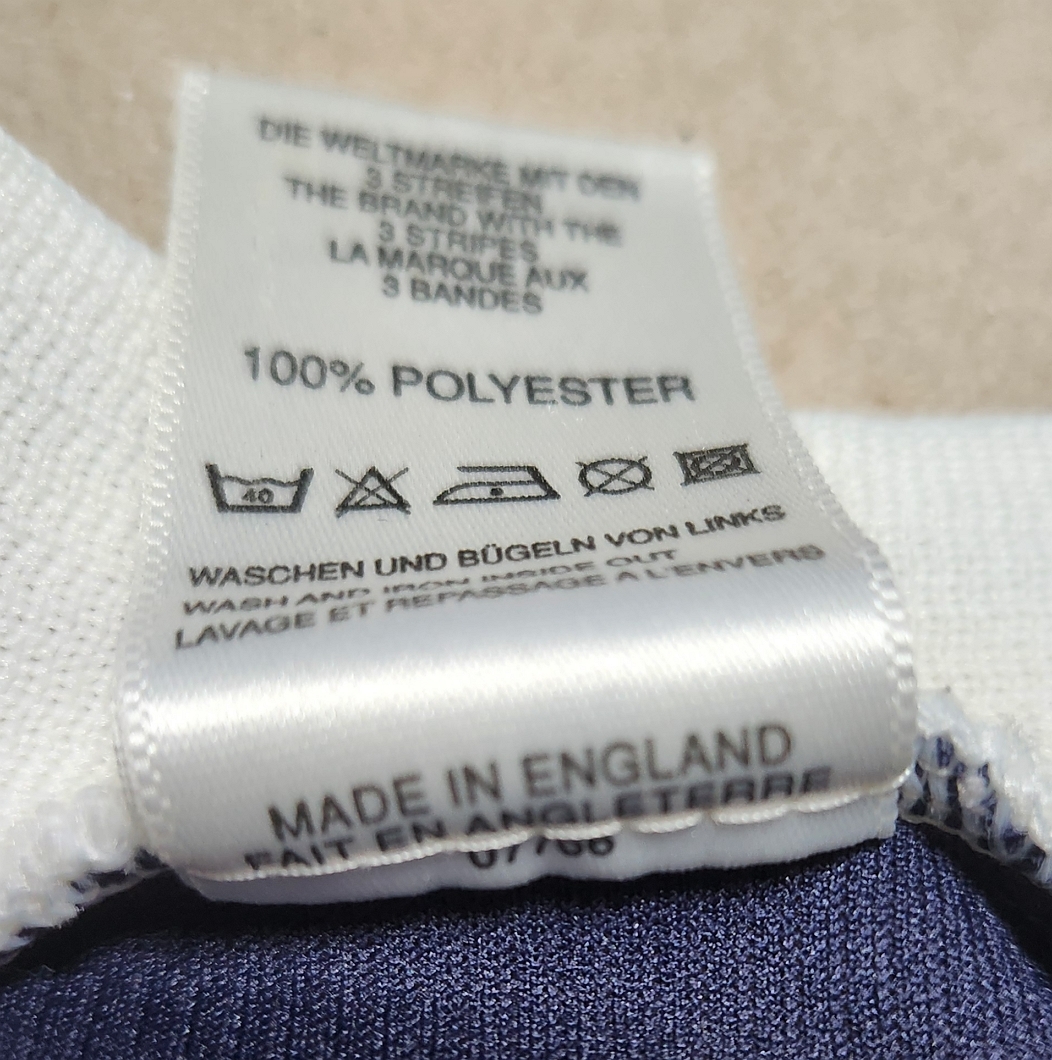 DIE WELTMARKE MIT DEN
3 STREIFEN
THE BRAND WITH THE
3 STRIPES
LA MARQUE AUX
3 BANDES
100% POLYESTER
40
WASCHEN UND BÜGELN VON LINKS
WASH AND IRON INSIDE OUT
LAVAGE ET REPASSAGE A L'ENVERS
MADE IN ENGLAND
FAIT EN ANGLETERRE